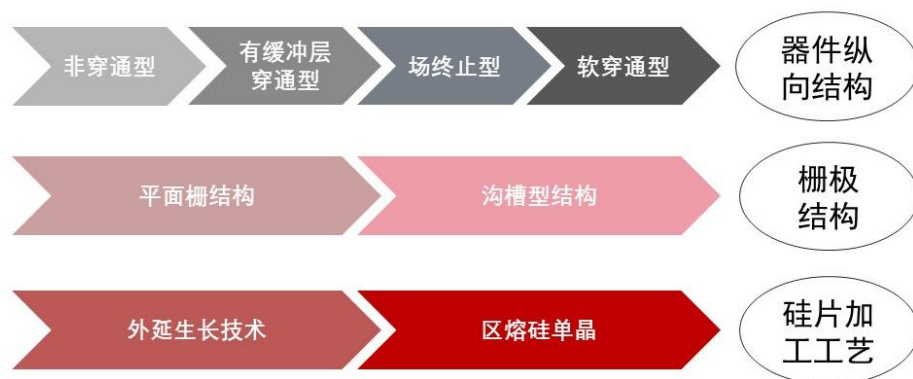 非穿通型
有缓冲层
穿通型
场终止型
软穿通型
器件纵
向结构
平面栅结构
沟槽型结构
栅极
结构
外延生长技术
区熔硅单晶
硅片加
工工艺